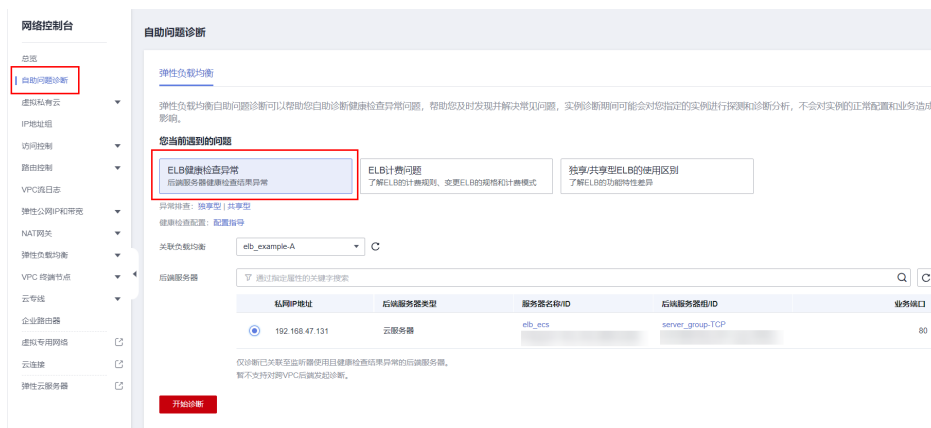 网络控制台
总览
自助问题诊断
虚拟私有云
IP地址组
访问控制
路由控制
VPC流日志
弹性公网IP和带宽
NAT网关
弹性负载均衡
VPC 终端节点
云专线
企业路由器
虚拟专用网络
云连接
弹性云服务器
自助问题诊断
弹性负载均衡
弹性负载均衡自助问题诊断可以帮助您自助诊断健康检查异常问题，帮助您及时发现并解决常见问题，实例诊断期间可能会对您指定的实例进行探测和诊断分析，不会对实例的正常配置和业务造成
影响。
您当前遇到的问题
ELB健康检查异常
后端服务器健康检查结果异常
ELB计费问题
了解ELB的计费规则、变更ELB的规格和计费模式
独享/共享型ELB的使用区别
了解ELB的功能特性差异
异常排查：独享型 | 共享型
健康检查配置：配置指导
关联负载均衡
elb_example-A
后端服务器
通过指定属性的关键字搜索
私网IP地址 后端服务器类型 服务器名称/ID 后端服务器组/ID 业务端口
192.168.47.131 云服务器 elb_ecs server_group-TCP 80
仅诊断已关联至监听器使用且健康检查结果异常的后端服务器。
暂不支持对跨VPC后端发起诊断。
开始诊断